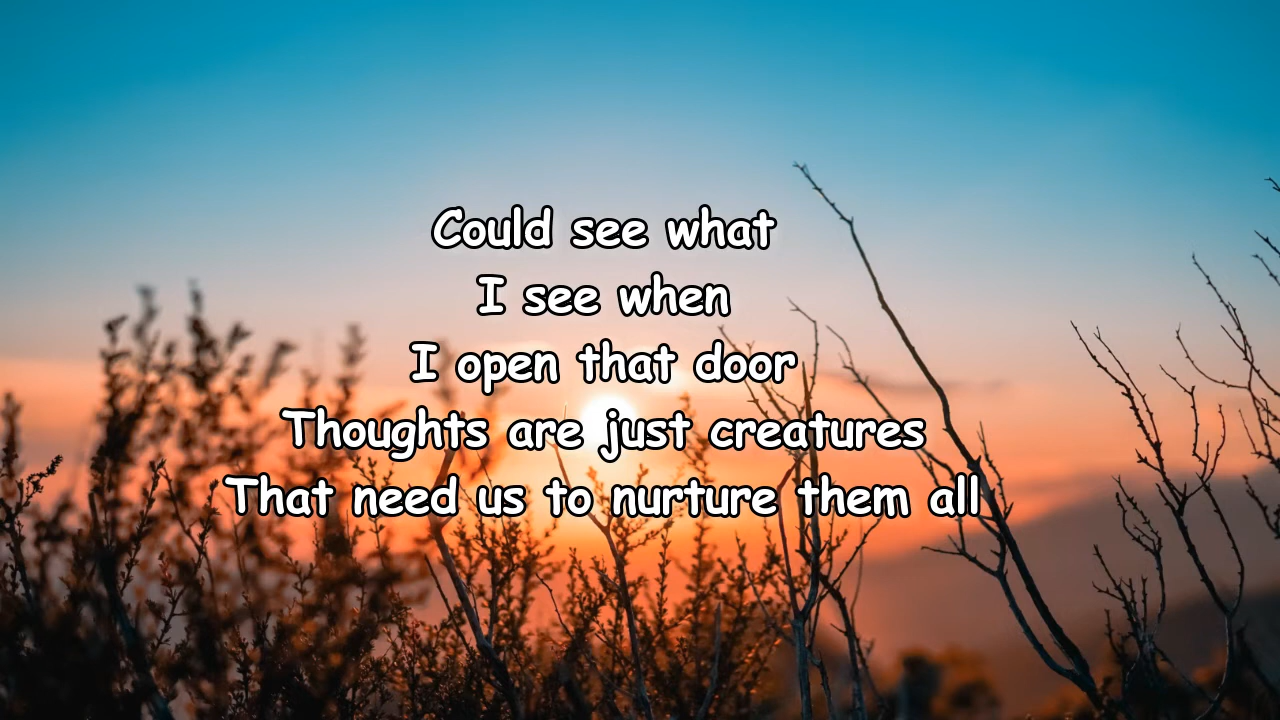 Could see what
I see when
I open that door
Thoughts are just creatures
That need us to nurture them all